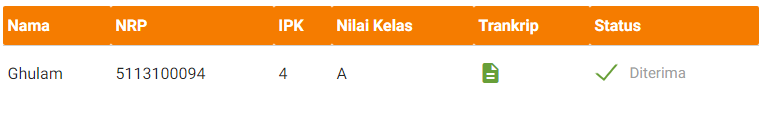 Nama NRP IPK Nilai Kelas Trankrip Status
Ghulam 5113100094 4 A Diterima